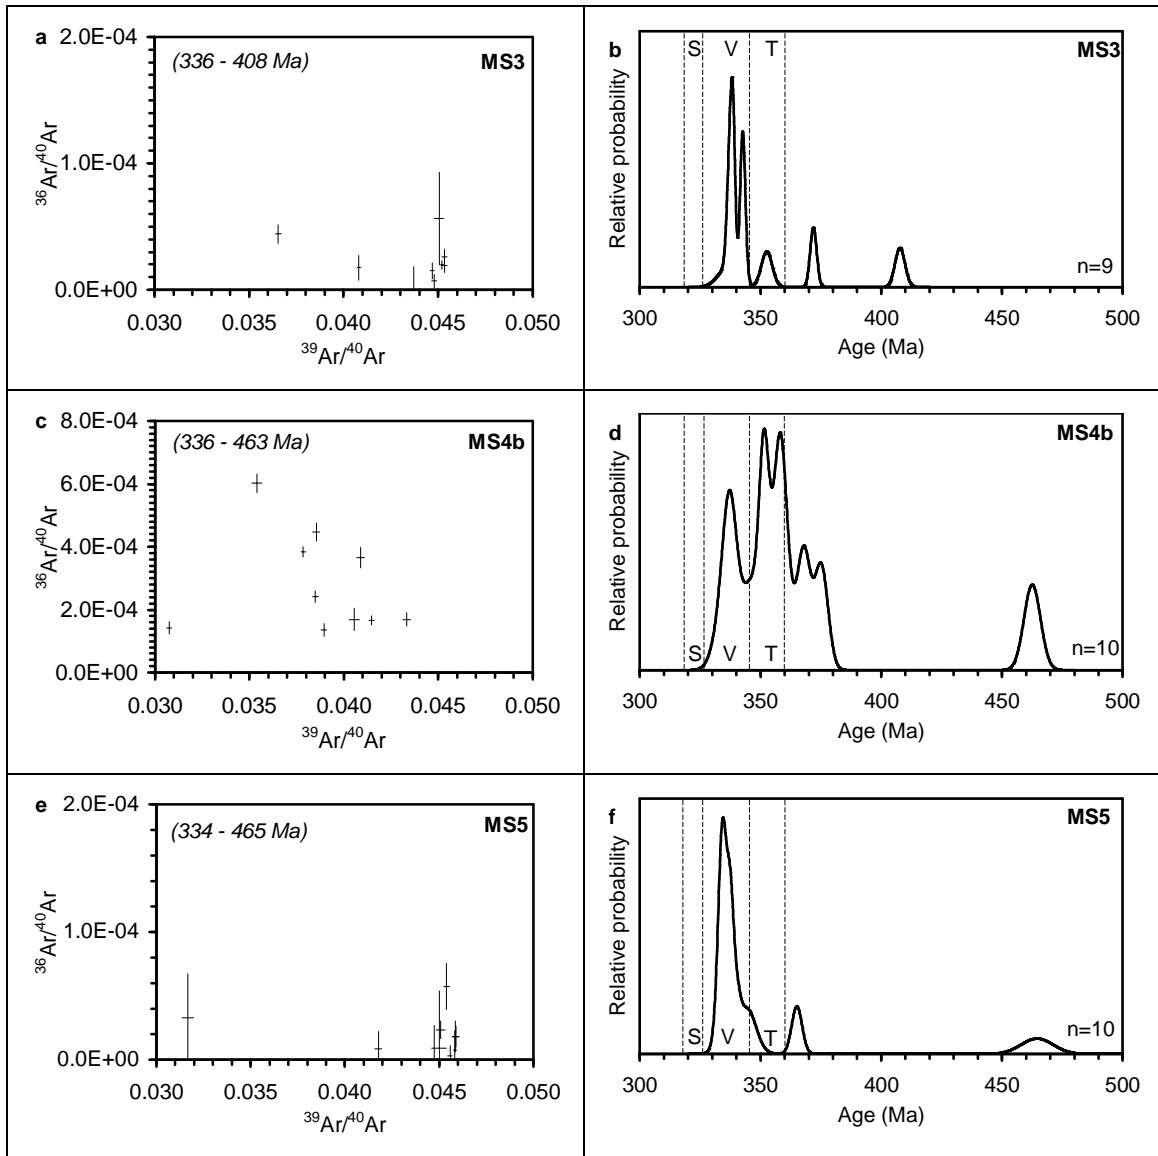 a
(336 - 408 Ma)
MS3
2.0E-04
1.0E-04
0.0E+00
36Ar/40Ar
0.030 0.035 0.040 0.045 0.050
39Ar/40Ar
b
S V T
MS3
Relative probability
n=9
300 350 400 450 500
Age (Ma)
c
(336 - 463 Ma)
MS4b
8.0E-04
6.0E-04
4.0E-04
2.0E-04
0.0E+00
36Ar/40Ar
0.030 0.035 0.040 0.045 0.050
39Ar/40Ar
d
MS4b
Relative probability
S V T
n=10
300 350 400 450 500
Age (Ma)
e
(334 - 465 Ma)
MS5
2.0E-04
1.0E-04
0.0E+00
36Ar/40Ar
0.030 0.035 0.040 0.045 0.050
39Ar/40Ar
f
MS5
Relative probability
S V T
n=10
300 350 400 450 500
Age (Ma)